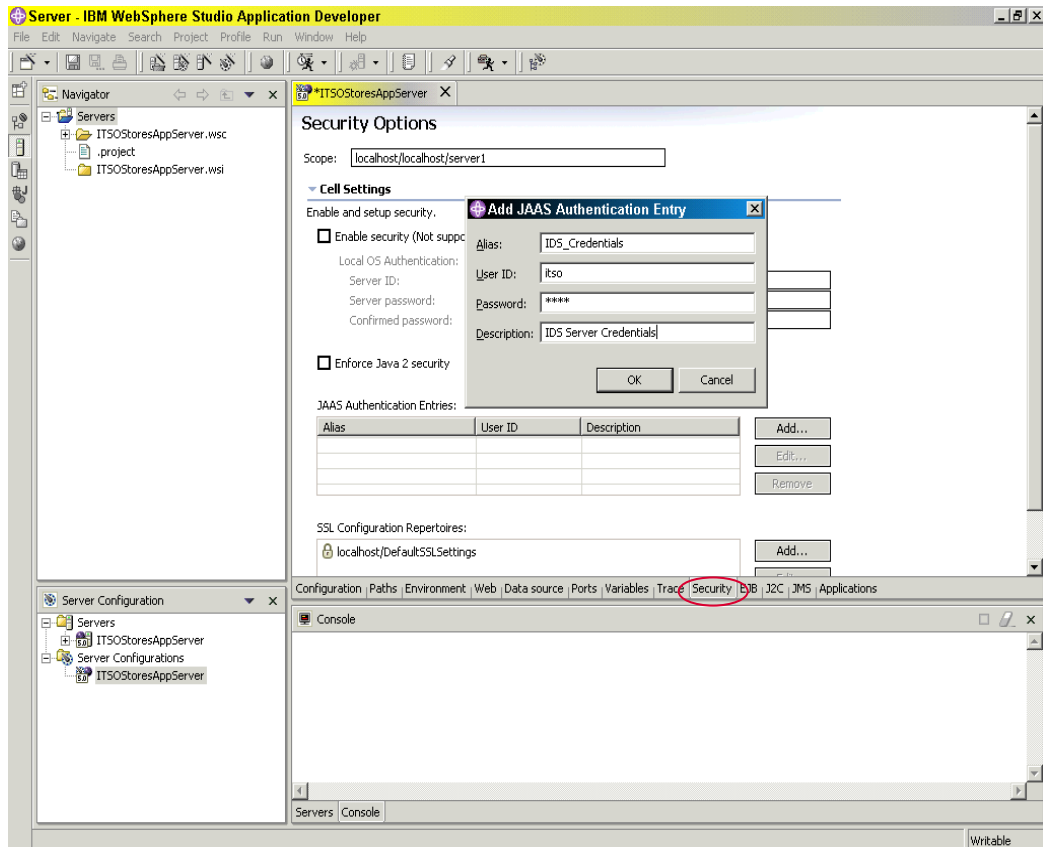 Server - IBM WebSphere Studio Application Developer
File Edit Navigate Search Project Profile Run Window Help
Navigator
Servers
ITSOStoresAppServer.wsc
.project
ITSOStoresAppServer.wsi
*ITSOStoresAppServer
Security Options
Scope: localhost/localhost/server1
Cell Settings
Enable and setup security.
Enable security (Not suppo
Local OS Authentication:
Server ID:
Server password:
Confirmed password:
Enforce Java 2 security
Add JAAS Authentication Entry
Alias: IDS_Credentials
User ID: itso
Password: ****
Description: IDS Server Credentials
OK Cancel
JAAS Authentication Entries:
Alias User ID Description
Add...
Edit...
Remove
SSL Configuration Repertoires:
localhost/DefaultSSLSettings
Add...
Configuration Paths Environment Web Data source Ports Variables Trace Security EJB J2C JMS Applications
Server Configuration
Servers
5.0 ITSOStoresAppServer
Server Configurations
5.0 ITSOStoresAppServer
Console
Servers Console
Writable